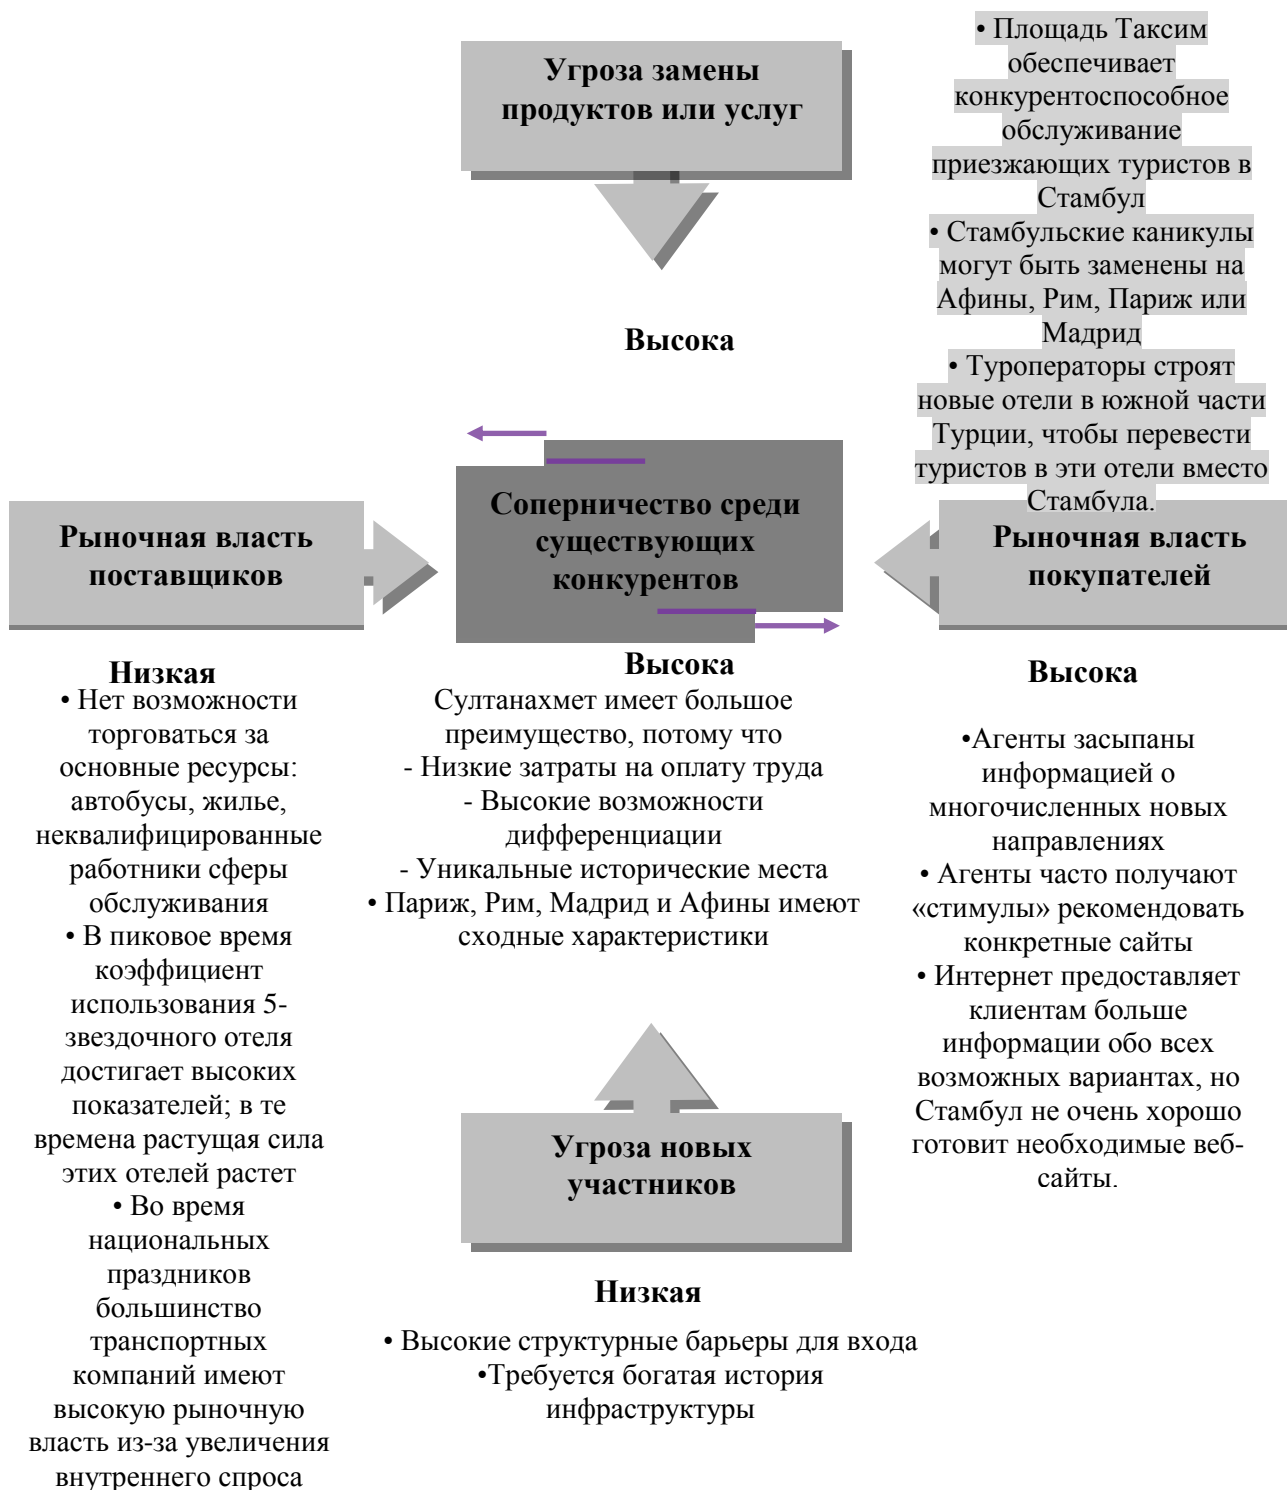 Угроза замены
продуктов или услуг
Высока
• Площадь Таксим
обеспечивает
конкурентоспособное
обслуживание
приезжающих туристов в
Стамбул
• Стамбульские каникулы
могут быть заменены на
Афины, Рим, Париж или
Мадрид
• Туроператоры строят
новые отели в южной части
Турции, чтобы перевести
туристов в эти отели вместо
Стамбула.
Рыночная власть
поставщиков
Низкая
• Нет возможности
торговаться за
основные ресурсы:
автобусы, жилье,
неквалифицированные
работники сферы
обслуживания
• В пиковое время
коэффициент
использования 5-
звездочного отеля
достигает высоких
показателей; в те
времена растущая сила
этих отелей растет
• Во время
национальных
праздников
большинство
транспортных
компаний имеют
высокую рыночную
власть из-за увеличения
внутреннего спроса
Соперничество среди
существующих
конкурентов
Высока
Султанахмет имеет большое
преимущество, потому что
- Низкие затраты на оплату труда
- Высокие возможности
дифференциации
- Уникальные исторические места
• Париж, Рим, Мадрид и Афины имеют
сходные характеристики
Рыночная власть
покупателей
Высока
•Агенты засыпаны
информацией о
многочисленных новых
направлениях
• Агенты часто получают
«стимулы» рекомендовать
конкретные сайты
• Интернет предоставляет
клиентам больше
информации обо всех
возможных вариантах, но
Стамбул не очень хорошо
готовит необходимые веб-
сайты.
Угроза новых
участников
Низкая
• Высокие структурные барьеры для входа
•Требуется богатая история
инфраструктуры